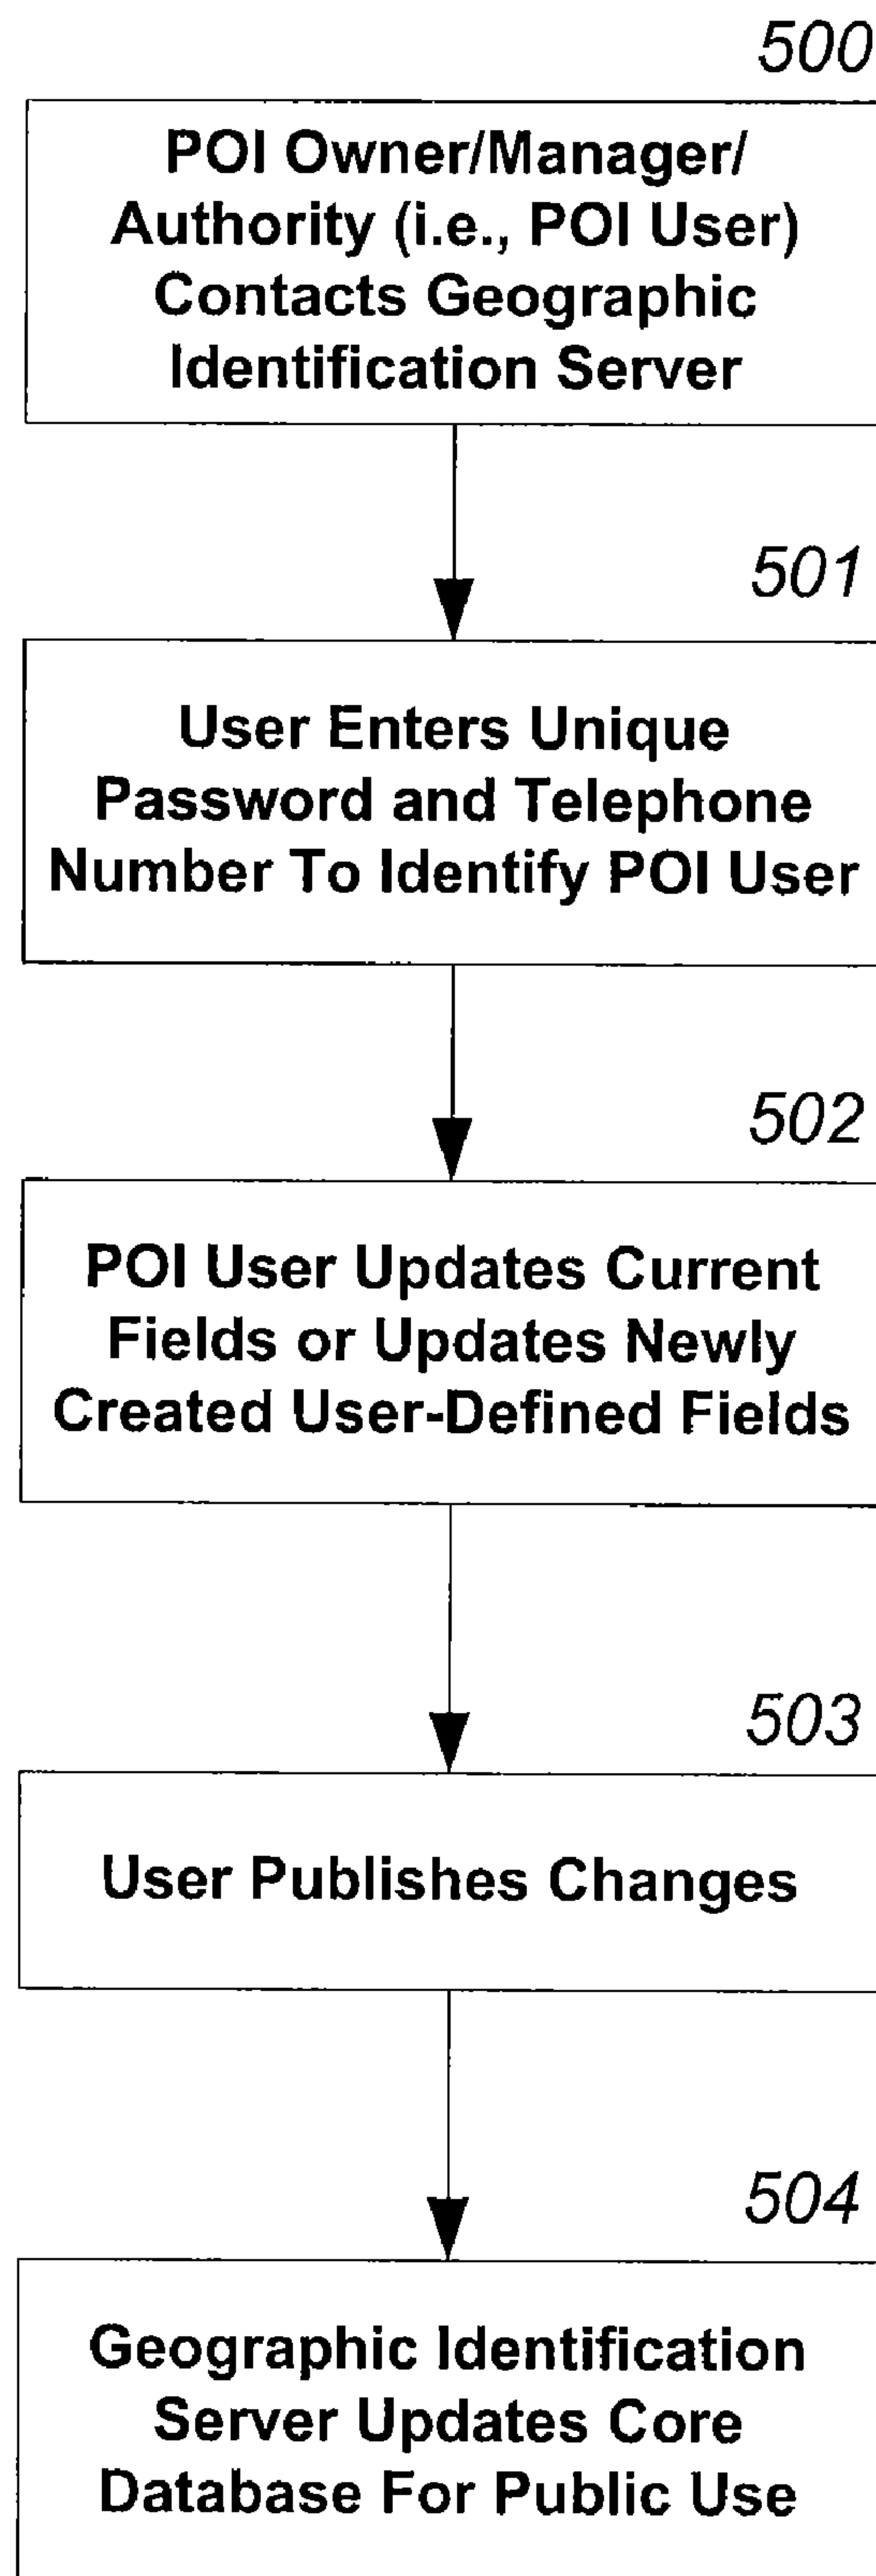 500
POI Owner/Manager/
Authority (i.e., POI User)
Contacts Geographic
Identification Server
501
User Enters Unique
Password and Telephone
Number To Identify POI User
502
POI User Updates Current
Fields or Updates Newly
Created User-Defined Fields
503
User Publishes Changes
504
Geographic Identification
Server Updates Core
Database For Public Use